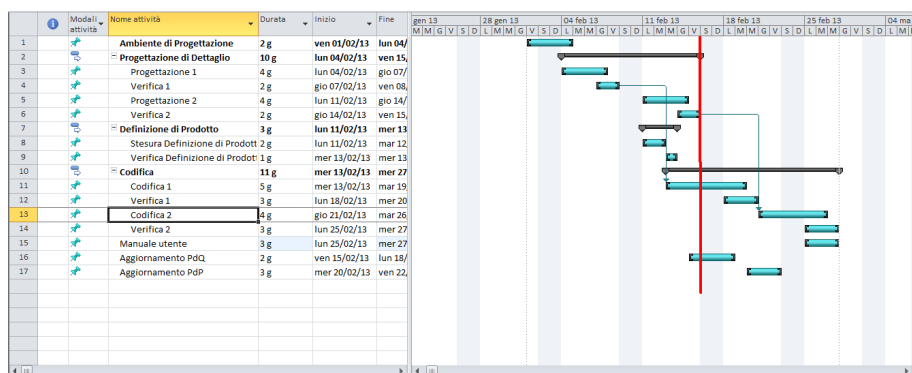 Modali attività Nome attività Durata Inizio Fine
gen 13 28 gen 13 04 feb 13 11 feb 13 18 feb 13 25 feb 13 04 ma
M M G V S D L M M G V S D L M M G V S D L M M G V S D L M M G V S D L M M G V S D L M
1 Ambiente di Progettazione 2 g ven 01/02/13 lun 04/
2 Progettazione di Dettaglio 10 g lun 04/02/13 ven 15,
3 Progettazione 1 4 g lun 04/02/13 gio 07/
4 Verifica 1 2 g gio 07/02/13 ven 08,
5 Progettazione 2 4 g lun 11/02/13 gio 14/
6 Verifica 2 2 g gio 14/02/13 ven 15,
7 Definizione di Prodotto 3 g lun 11/02/13 mer 13
8 Stesura Definizione di Prodott 2 g lun 11/02/13 mar 12,
9 Verifica Definizione di Prodott 1 g mer 13/02/13 mer 13
10 Codifica 11 g mer 13/02/13 mer 27
11 Codifica 1 5 g mer 13/02/13 mar 19,
12 Verifica 1 3 g lun 18/02/13 mer 20
13 Codifica 2 4 g gio 21/02/13 mar 26,
14 Verifica 2 3 g lun 25/02/13 mer 27
15 Manuale utente 3 g lun 25/02/13 mer 27
16 Aggiornamento PdQ 2 g ven 15/02/13 lun 18/
17 Aggiornamento PdP 3 g mer 20/02/13 ven 22,